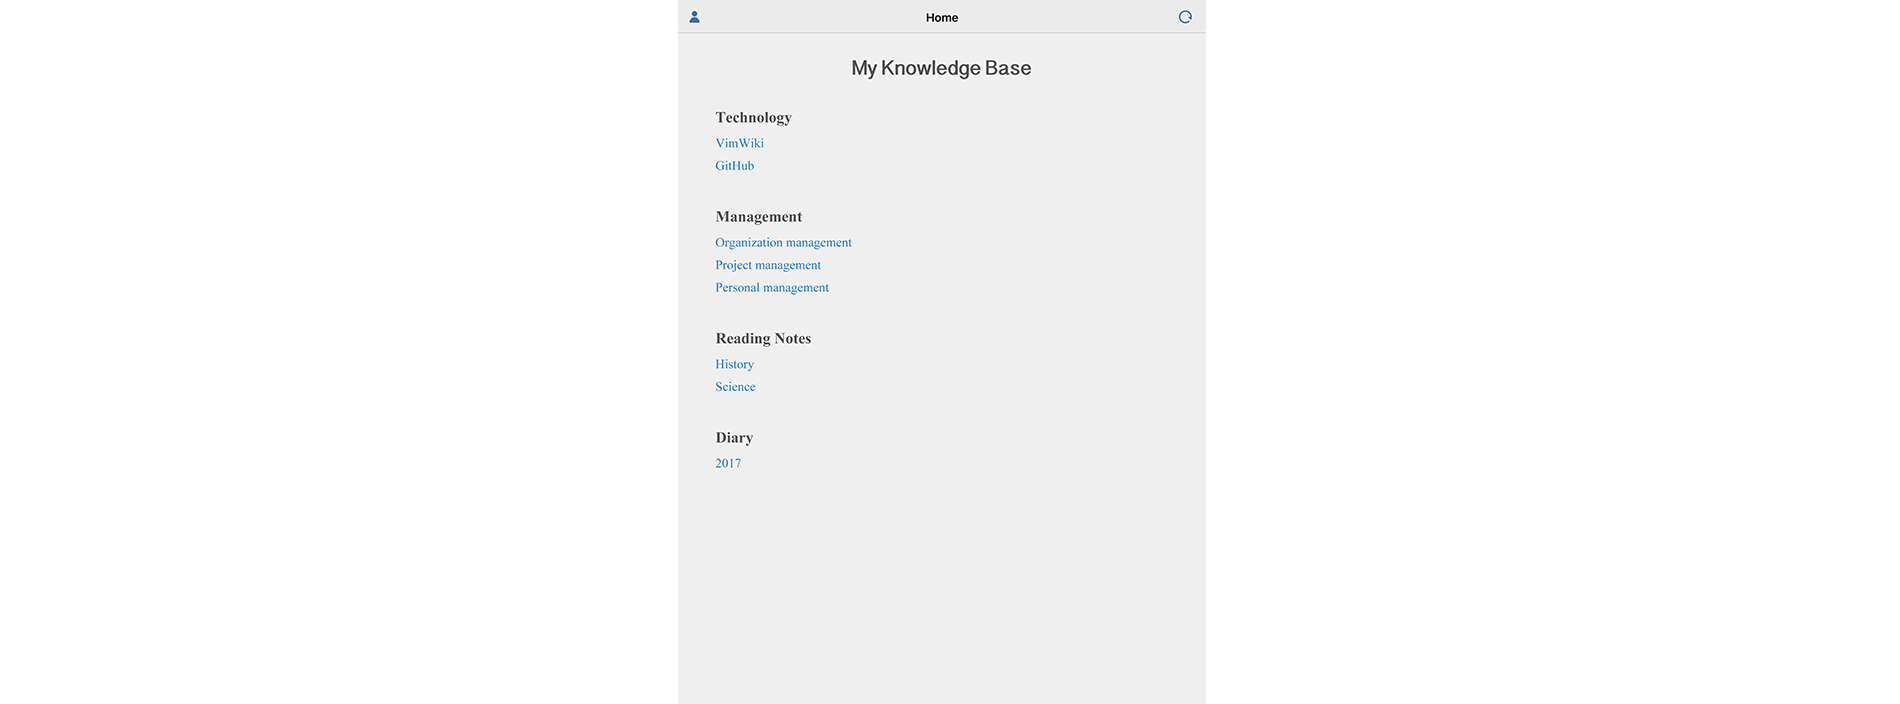 Home
My Knowledge Base
Technology
VimWiki
GitHub
Management
Organization management
Project management
Personal management
Reading Notes
History
Science
Diary
2017